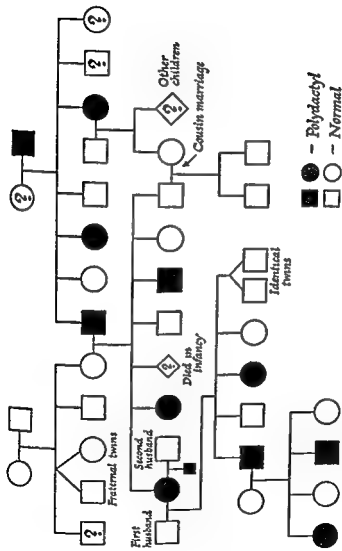 ?
?
?
Other
children
?
Cousin marriage
Fraternal twins
?
Died in
infancy
?
First
husband
Second
husband
Identical
twins
– Polydactyl
– Normal